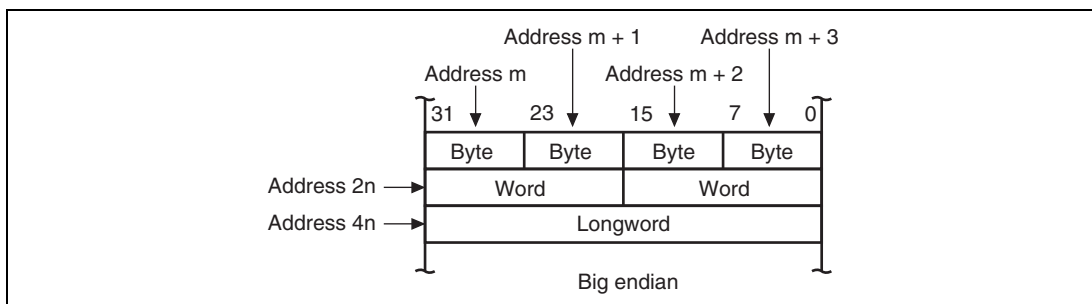 Address m + 1 Address m + 3
Address m Address m + 2
31 23 15 7 0
Byte Byte Byte Byte
Address 2n Word Word
Address 4n Longword
Big endian